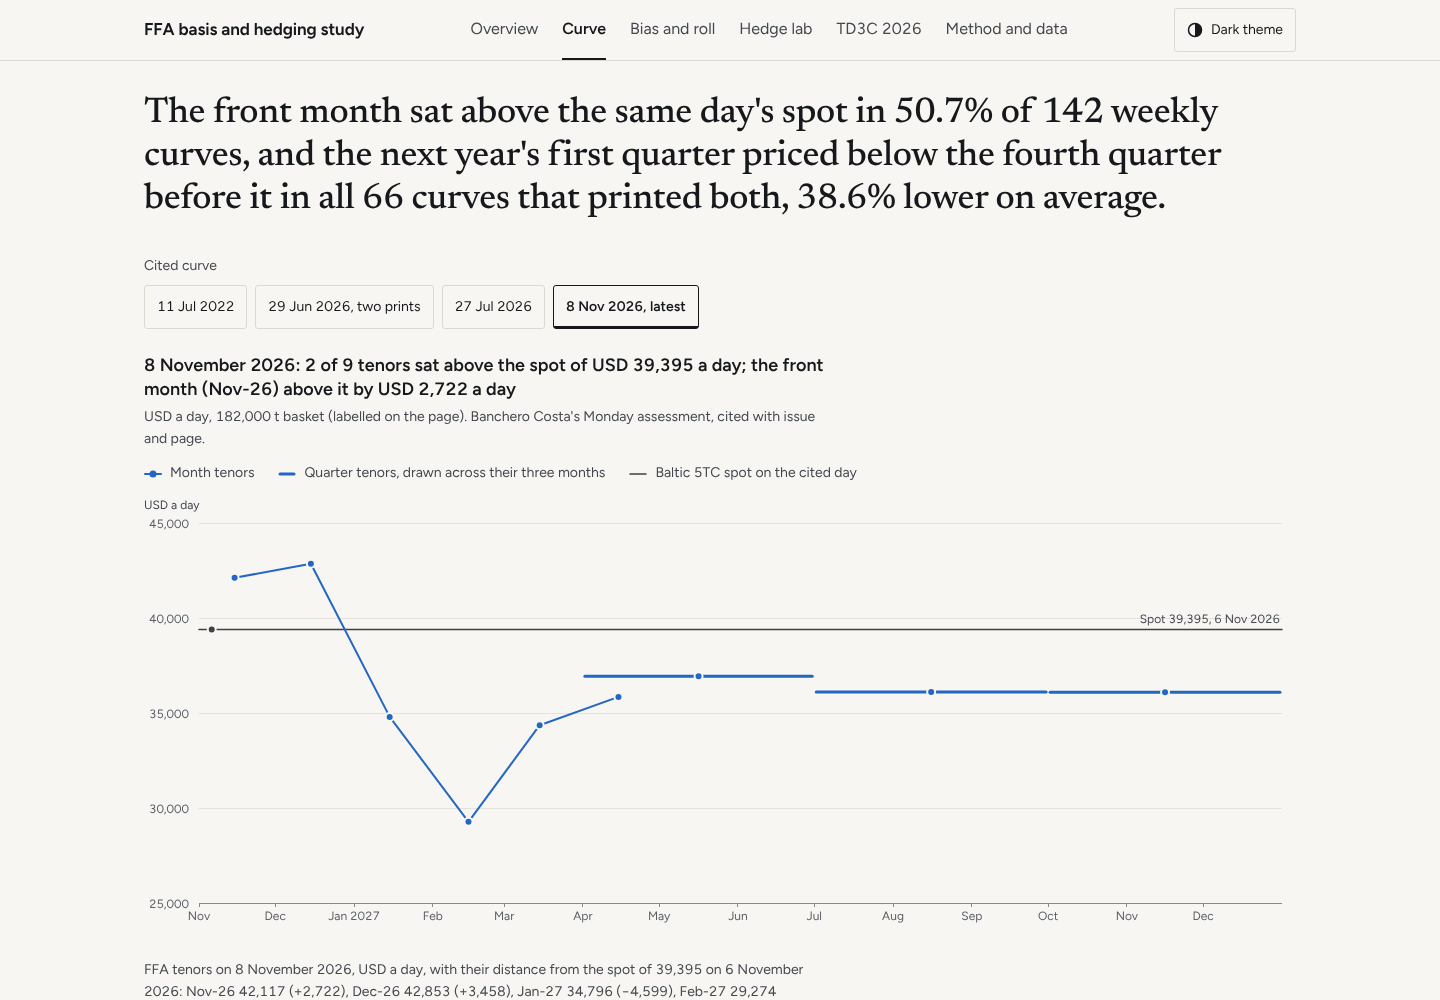 FFA basis and hedging study
Overview
Curve
Bias and roll
Hedge lab
TD3C 2026
Method and data
Dark theme
The front month sat above the same day's spot in 50.7% of 142 weekly
curves, and the next year's first quarter priced below the fourth quarter
before it in all 66 curves that printed both, 38.6% lower on average.
Cited curve
11 Jul 2022
29 Jun 2026, two prints
27 Jul 2026
8 Nov 2026, latest
8 November 2026: 2 of 9 tenors sat above the spot of USD 39,395 a day; the front
month (Nov-26) above it by USD 2,722 a day
USD a day, 182,000 t basket (labelled on the page). Banchero Costa's Monday assessment, cited with issue
and page.
Month tenors
Quarter tenors, drawn across their three months
Baltic 5TC spot on the cited day
USD a day
45,000
40,000
35,000
30,000
25,000
Spot 39,395, 6 Nov 2026
Nov
Dec
Jan 2027
Feb
Mar
Apr
May
Jun
Jul
Aug
Sep
Oct
Nov
Dec
FFA tenors on 8 November 2026, USD a day, with their distance from the spot of 39,395 on 6 November
2026: Nov-26 42,117 (+2,722), Dec-26 42,853 (+3,458), Jan-27 34,796 (−4,599), Feb-27 29,274